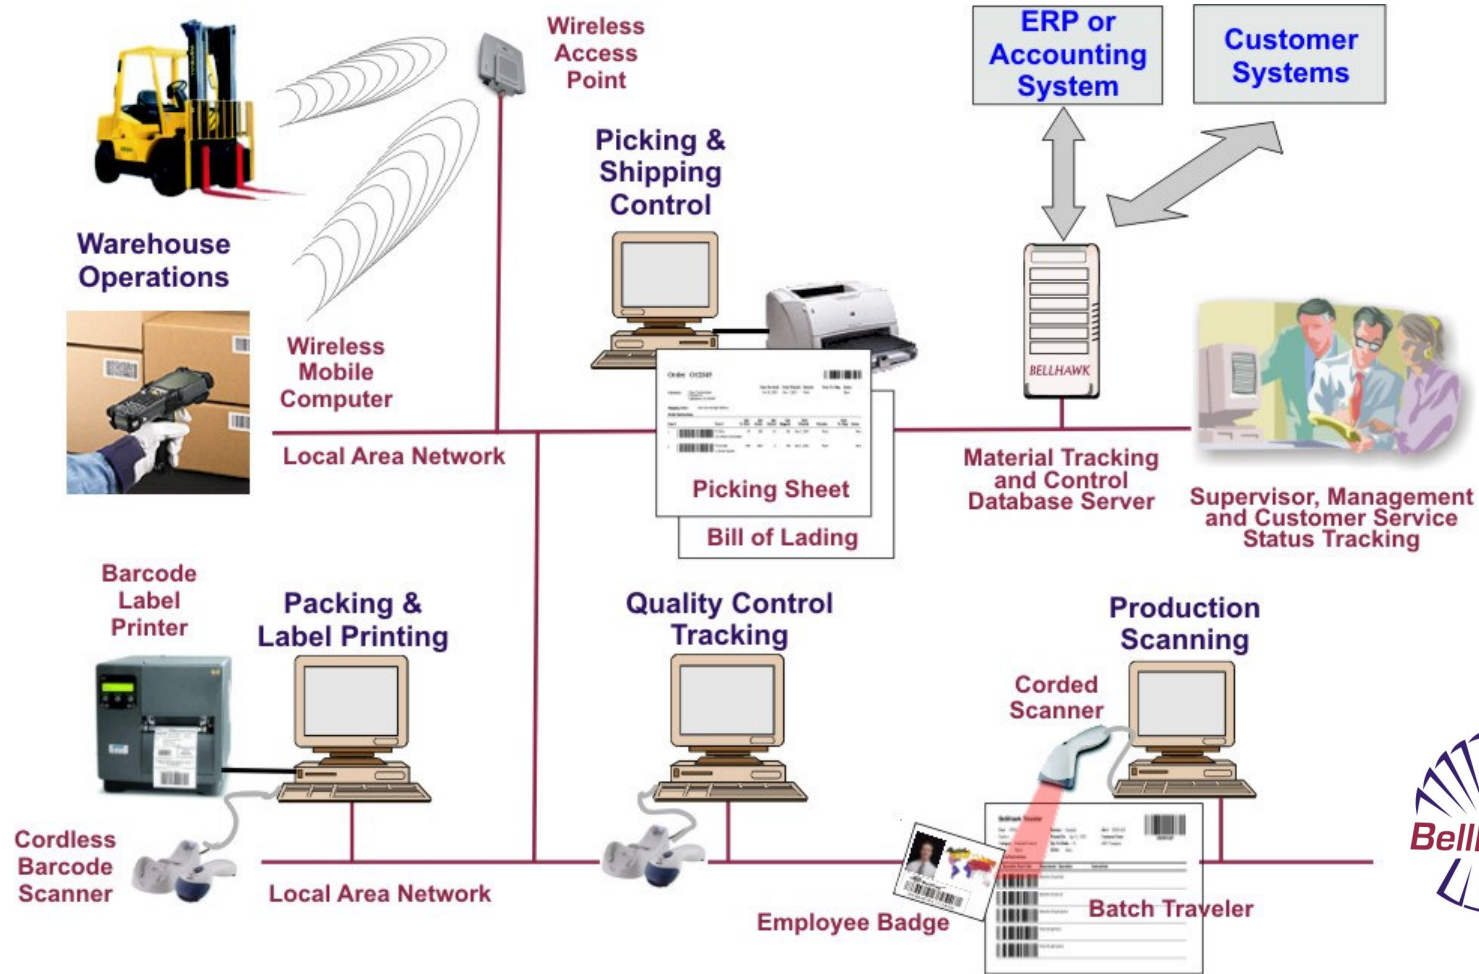 Wireless
Access
Point
ERP or
Accounting
System
Customer
Systems
Picking &
Shipping
Control
Warehouse
Operations
Wireless
Mobile
Computer
BELLHAWK
Order
Local Area Network
Picking Sheet
Bill of Lading
Material Tracking
and Control
Database Server
Supervisor, Management
and Customer Service
Status Tracking
Barcode
Label
Printer
Packing &
Label Printing
Quality Control
Tracking
Production
Scanning
Corded
Scanner
Cordless
Barcode
Scanner
Local Area Network
BellHawk Traveler
Employee Badge
Batch Traveler